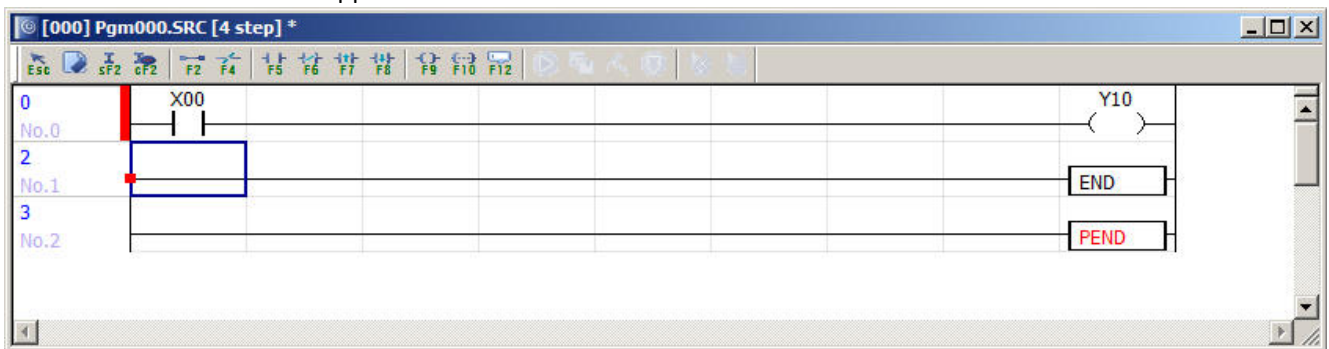 [000] Pgm000.SRC [4 step] *
Esc sF2 cF2 F2 F4 F5 F6 F7 F8 F9 F10 F12
0 X00 Y10
No.0
2
No.1 END
3
No.2 PEND